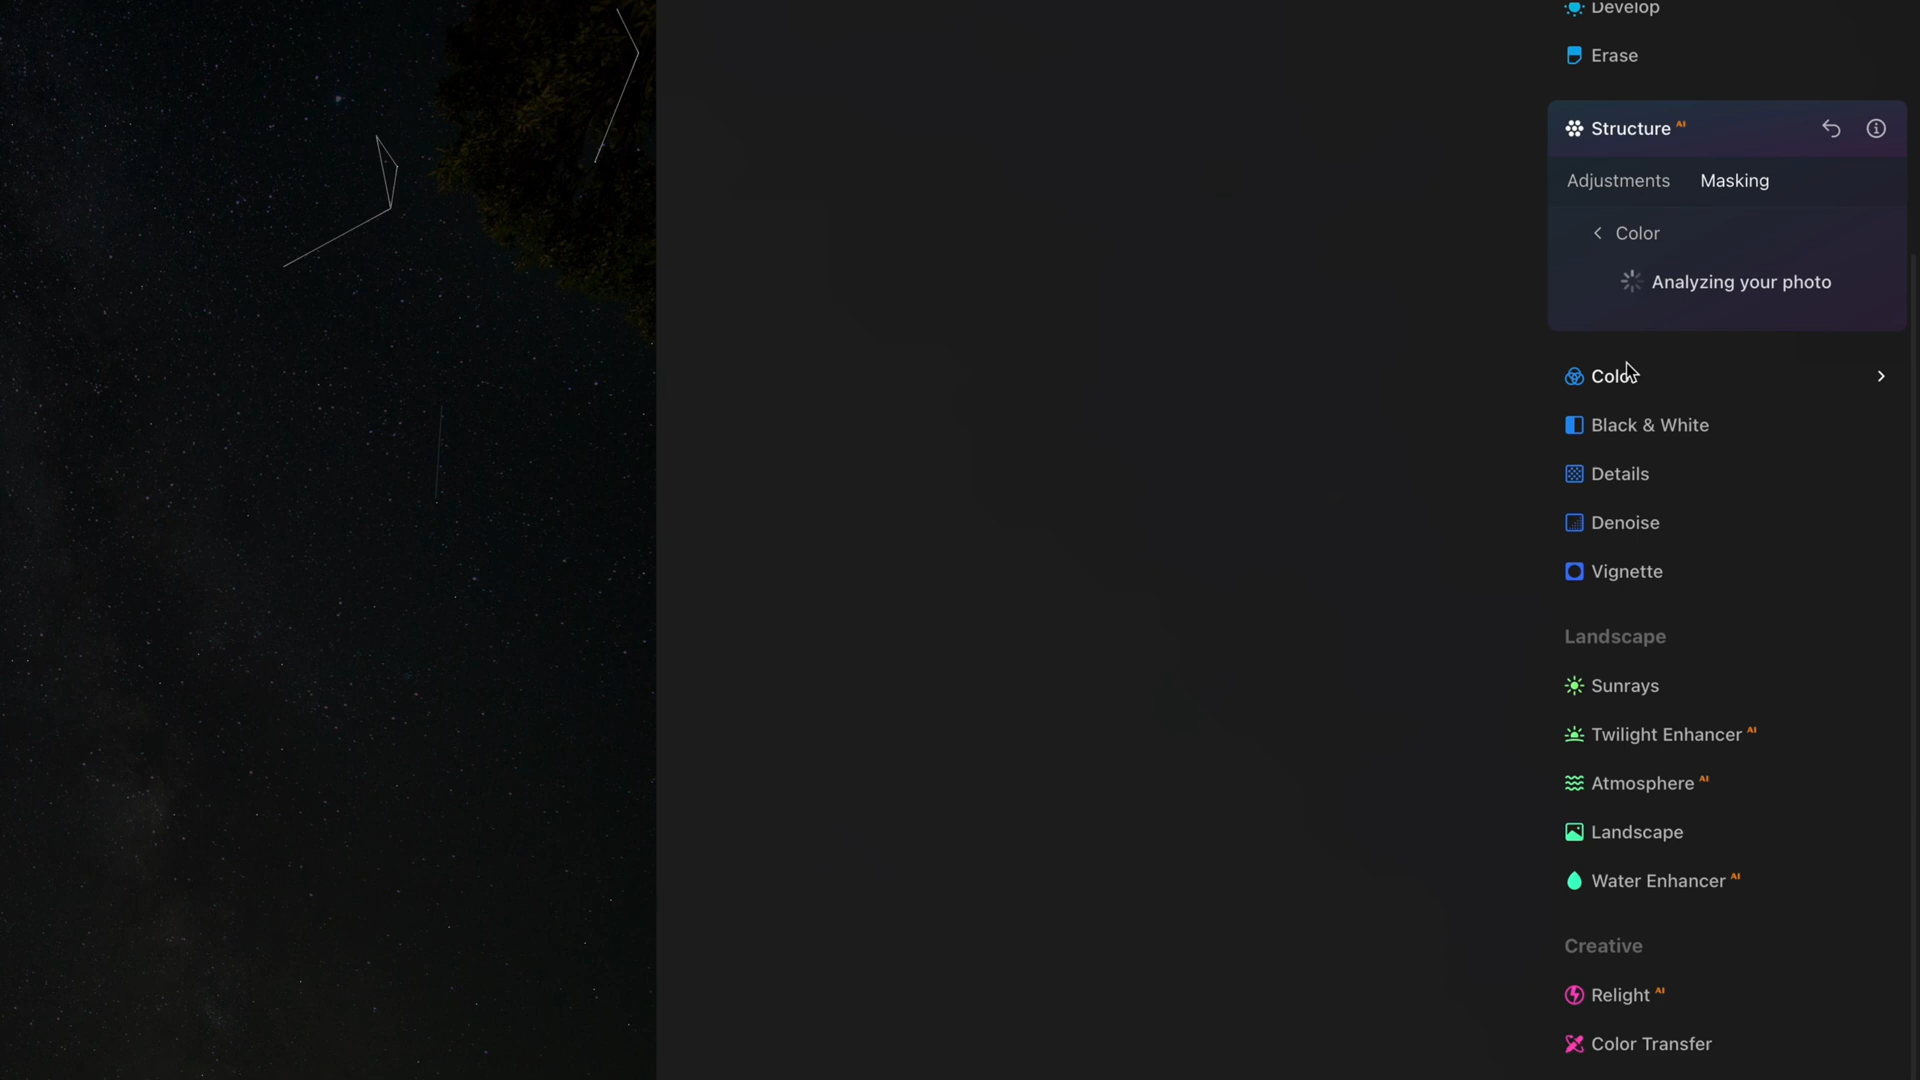 Develop
Erase
Structure AI
Adjustments Masking
Color
Analyzing your photo
Color
Black & White
Details
Denoise
Vignette
Landscape
Sunrays
Twilight Enhancer AI
Atmosphere AI
Landscape
Water Enhancer AI
Creative
Relight AI
Color Transfer